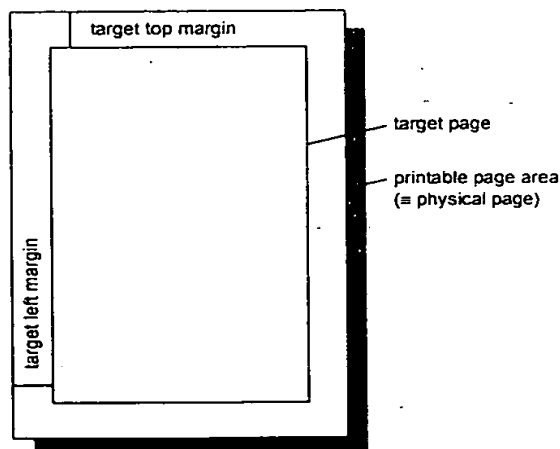 target top margin
target page
printable page area
(≡ physical page)
target left margin